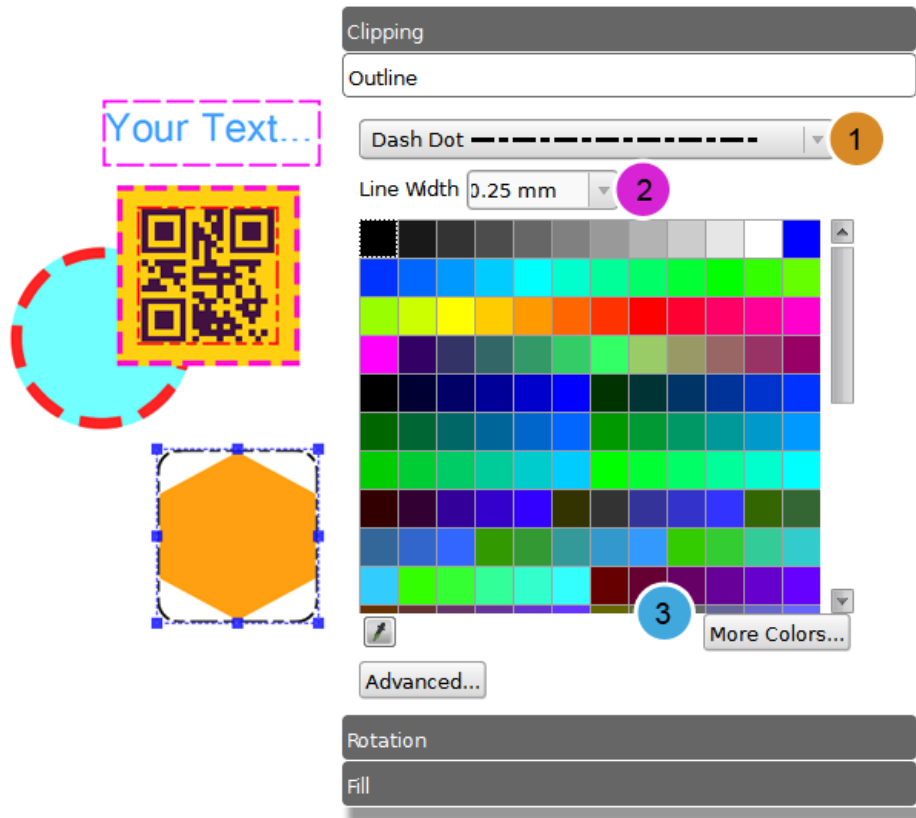 Clipping
Outline
Your Text...
Dash Dot
1
Line Width
0.25 mm
2
3
More Colors...
Advanced...
Rotation
Fill